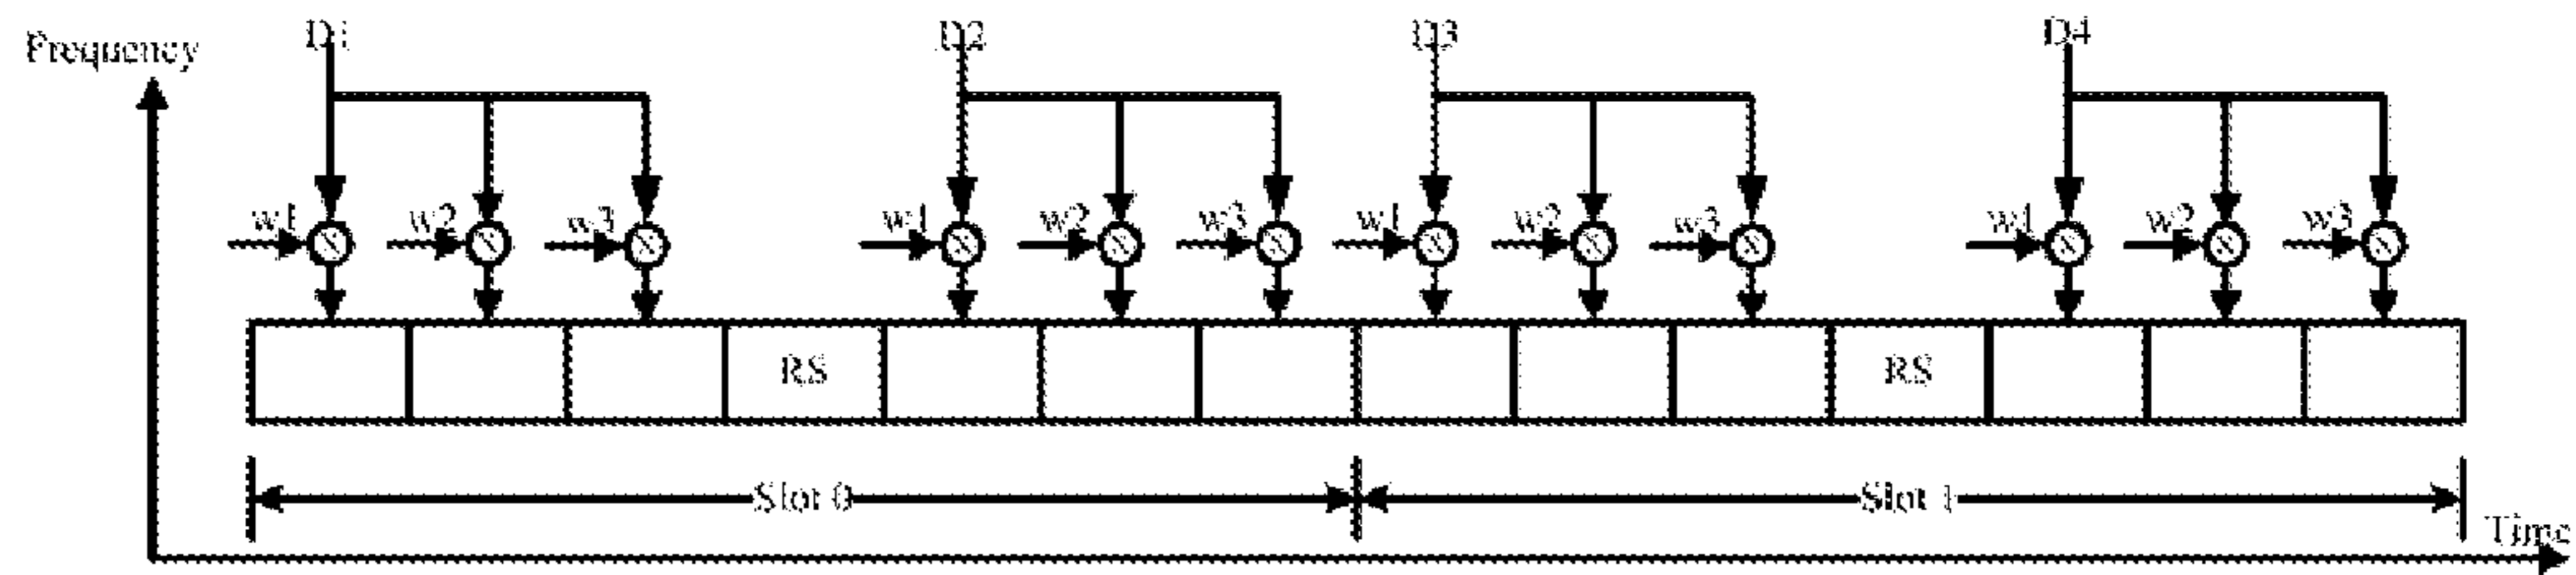 Frequency D1 D2 D3 D4
w1 w2 w3 w1 w2 w3 w1 w2 w3 w1 w2 w3
X X X X X X X X X X X X
RS RS
Slot 0 Slot 1
Time